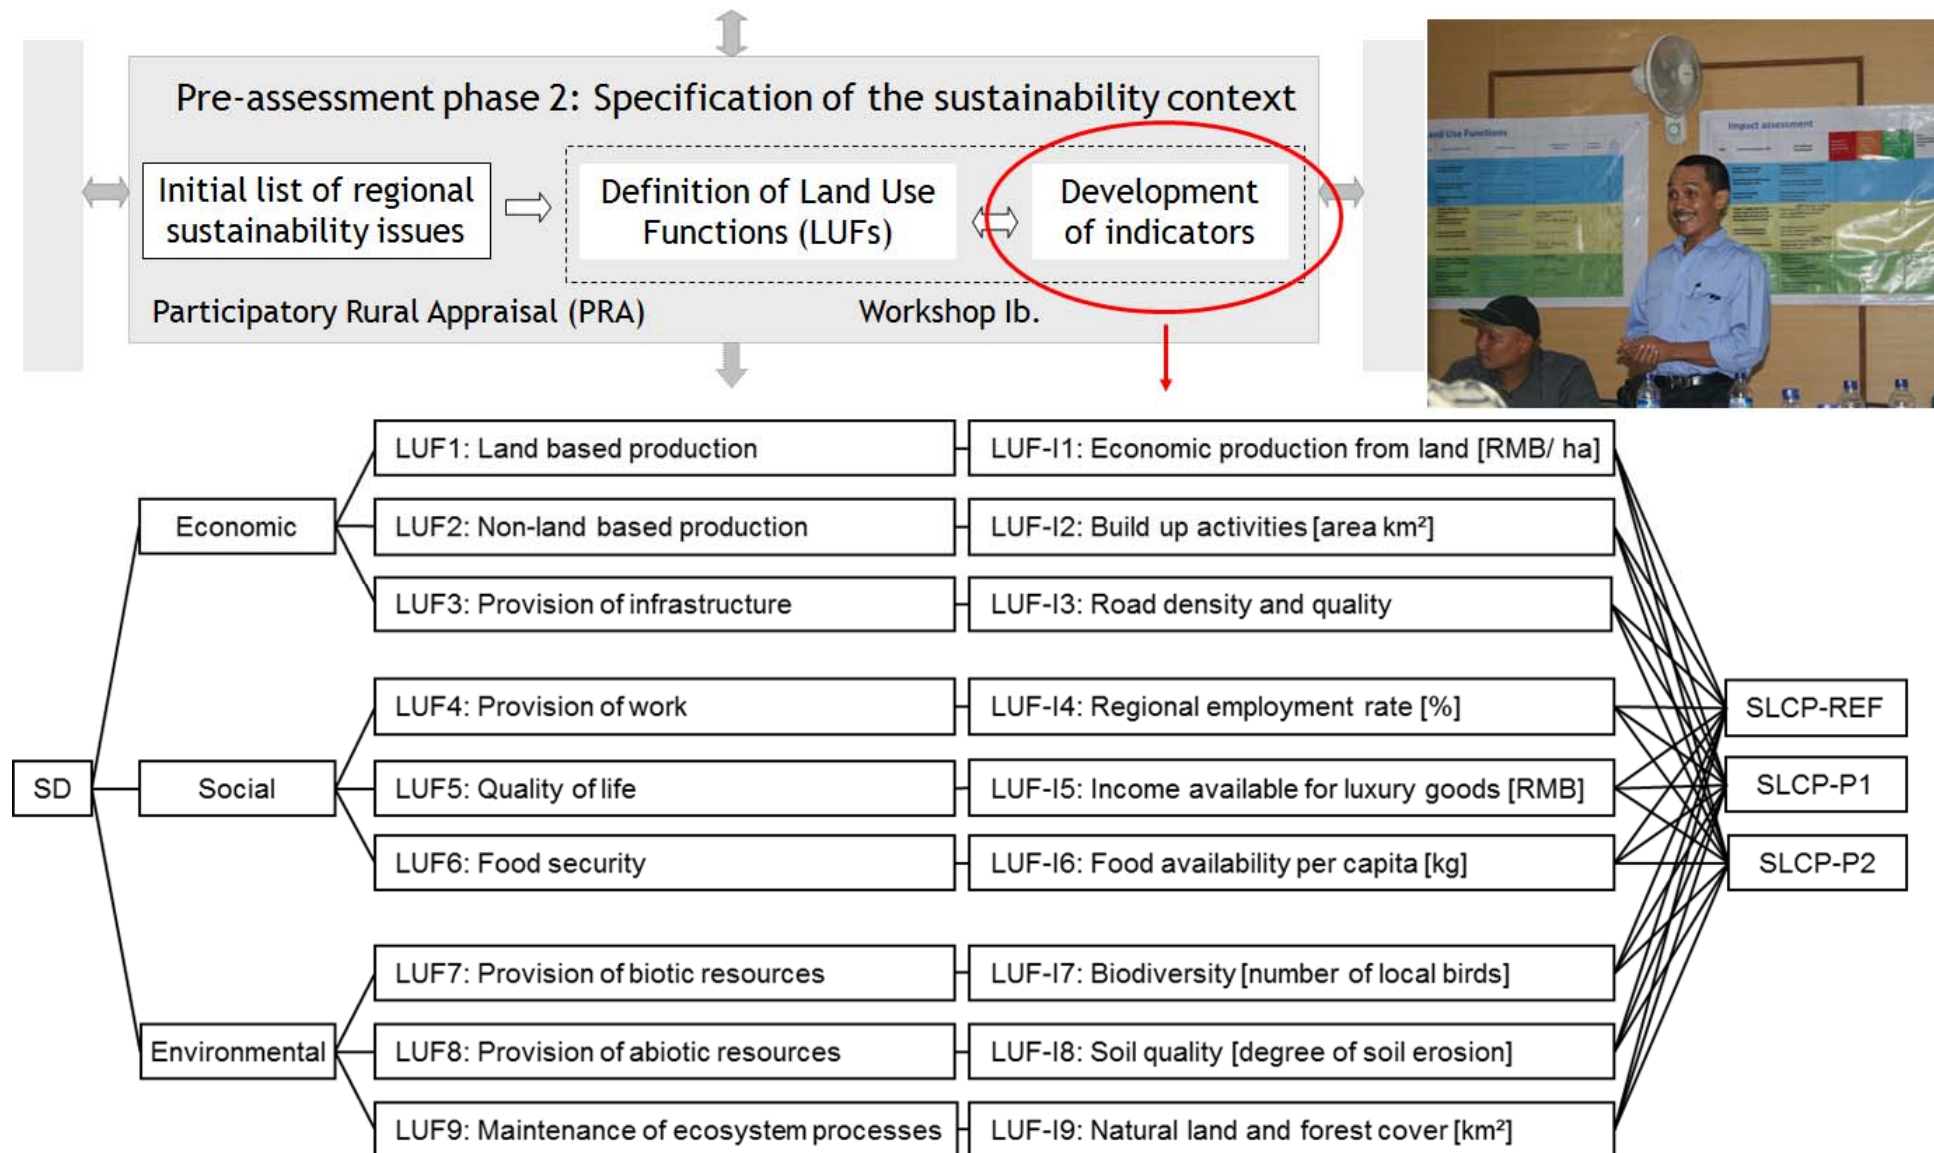 Pre-assessment phase 2: Specification of the sustainability context
Initial list of regional
sustainability issues
Definition of Land Use
Functions (LUFs)
Development
of indicators
Participatory Rural Appraisal (PRA)
Workshop Ib.
and Use Functions
Impact assessment
SD
Economic
LUF1: Land based production
LUF-I1: Economic production from land [RMB/ ha]
LUF2: Non-land based production
LUF-I2: Build up activities [area km²]
LUF3: Provision of infrastructure
LUF-I3: Road density and quality
Social
LUF4: Provision of work
LUF-I4: Regional employment rate [%]
LUF5: Quality of life
LUF-I5: Income available for luxury goods [RMB]
LUF6: Food security
LUF-I6: Food availability per capita [kg]
Environmental
LUF7: Provision of biotic resources
LUF-I7: Biodiversity [number of local birds]
LUF8: Provision of abiotic resources
LUF-I8: Soil quality [degree of soil erosion]
LUF9: Maintenance of ecosystem processes
LUF-I9: Natural land and forest cover [km²]
SLCP-REF
SLCP-P1
SLCP-P2